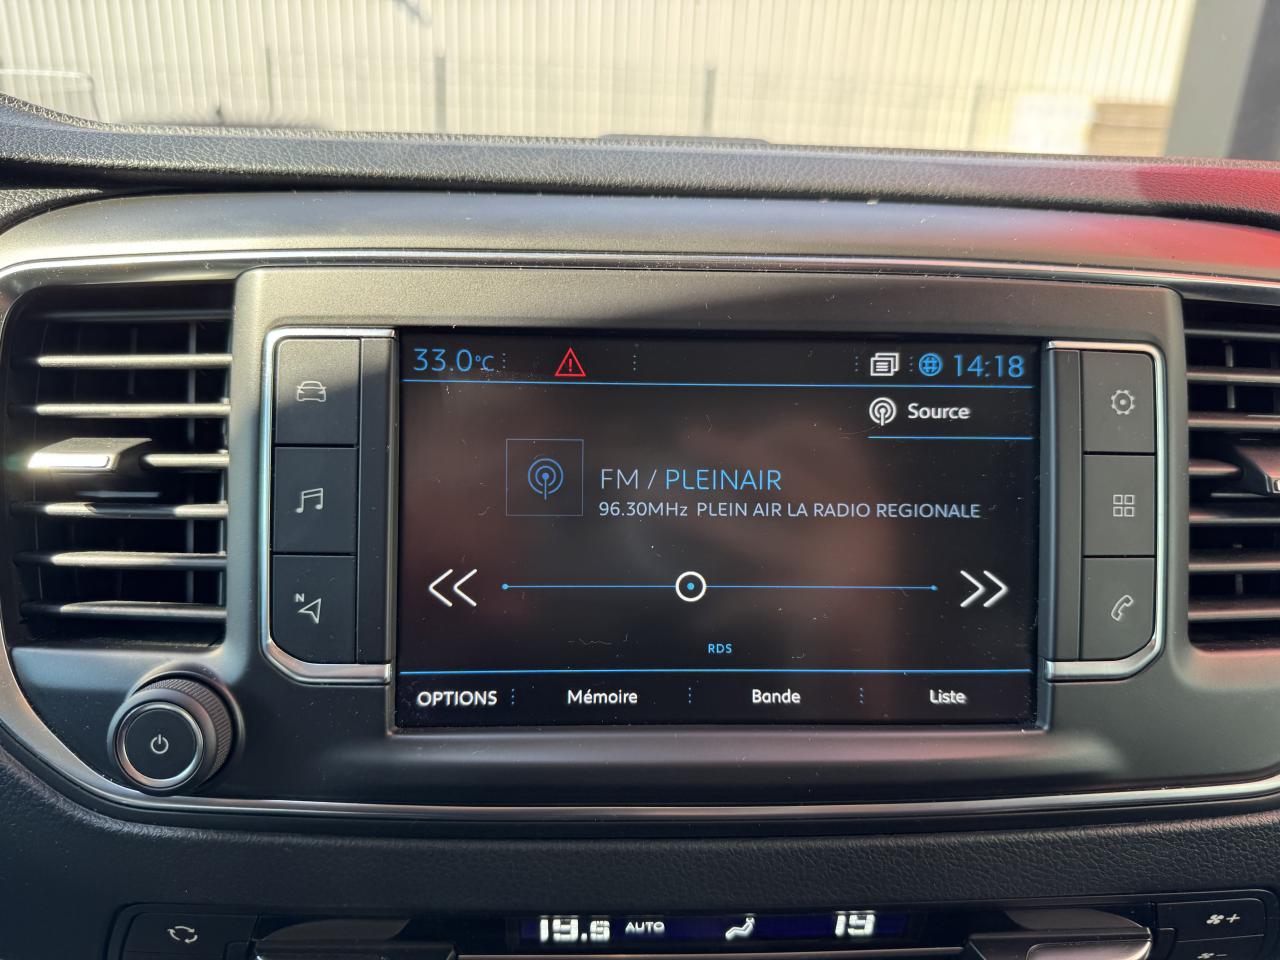 33.0°C
14:18
Source
FM / PLEINAIR
96.30MHz PLEIN AIR LA RADIO REGIONALE
N
RDS
OPTIONS Mémoire Bande Liste
19.5 AUTO 19